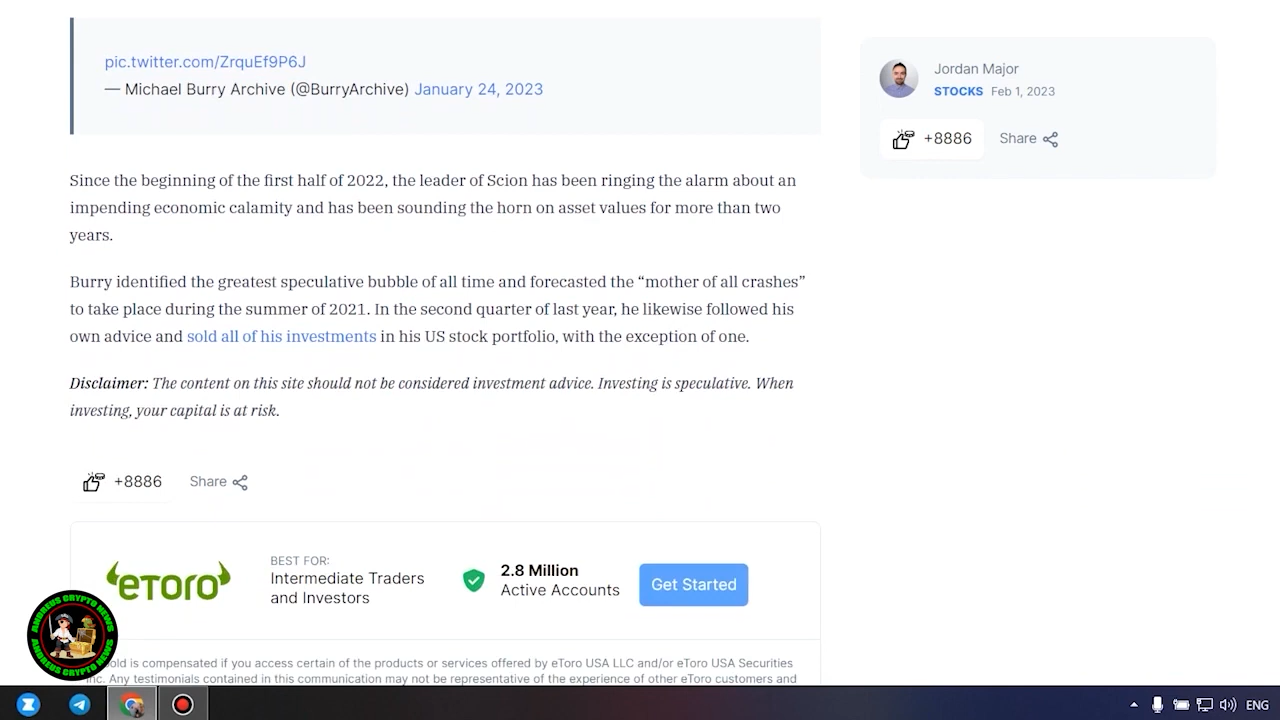 pic.twitter.com/ZrquEf9P6J
— Michael Burry Archive (@BurryArchive) January 24, 2023
Jordan Major
STOCKS Feb 1, 2023
+8886 Share
Since the beginning of the first half of 2022, the leader of Scion has been ringing the alarm about an
impending economic calamity and has been sounding the horn on asset values for more than two
years.
Burry identified the greatest speculative bubble of all time and forecasted the “mother of all crashes”
to take place during the summer of 2021. In the second quarter of last year, he likewise followed his
own advice and sold all of his investments in his US stock portfolio, with the exception of one.
Disclaimer: The content on this site should not be considered investment advice. Investing is speculative. When
investing, your capital is at risk.
+8886 Share
eToro
BEST FOR:
Intermediate Traders
and Investors
2.8 Million
Active Accounts
Get Started
ANDREUS CRYPTO NEWS
ANDREUS CRYPTO NEWS
is compensated if you access certain of the products or services offered by eToro USA LLC and/or eToro USA Securities
Inc. Any testimonials contained in this communication may not be representative of the experience of other eToro customers and
ENG